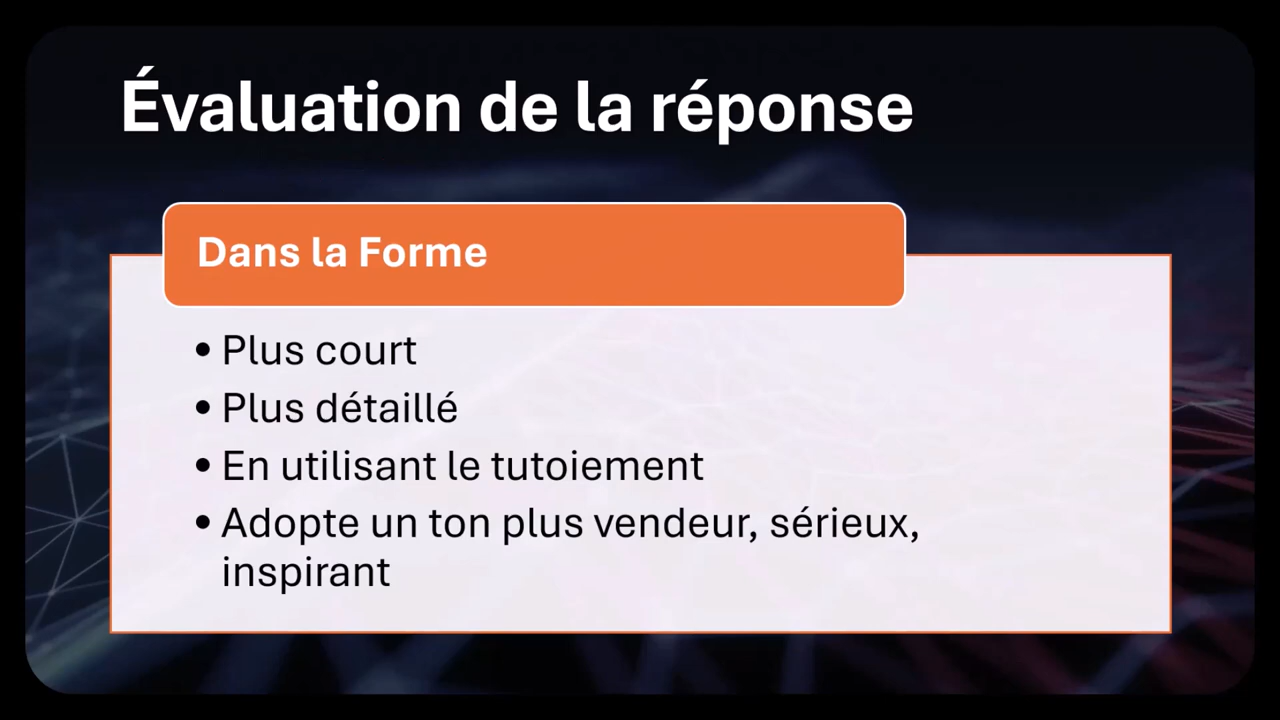 Évaluation de la réponse
Dans la Forme
• Plus court
• Plus détaillé
• En utilisant le tutoiement
• Adopte un ton plus vendeur, sérieux,
inspirant